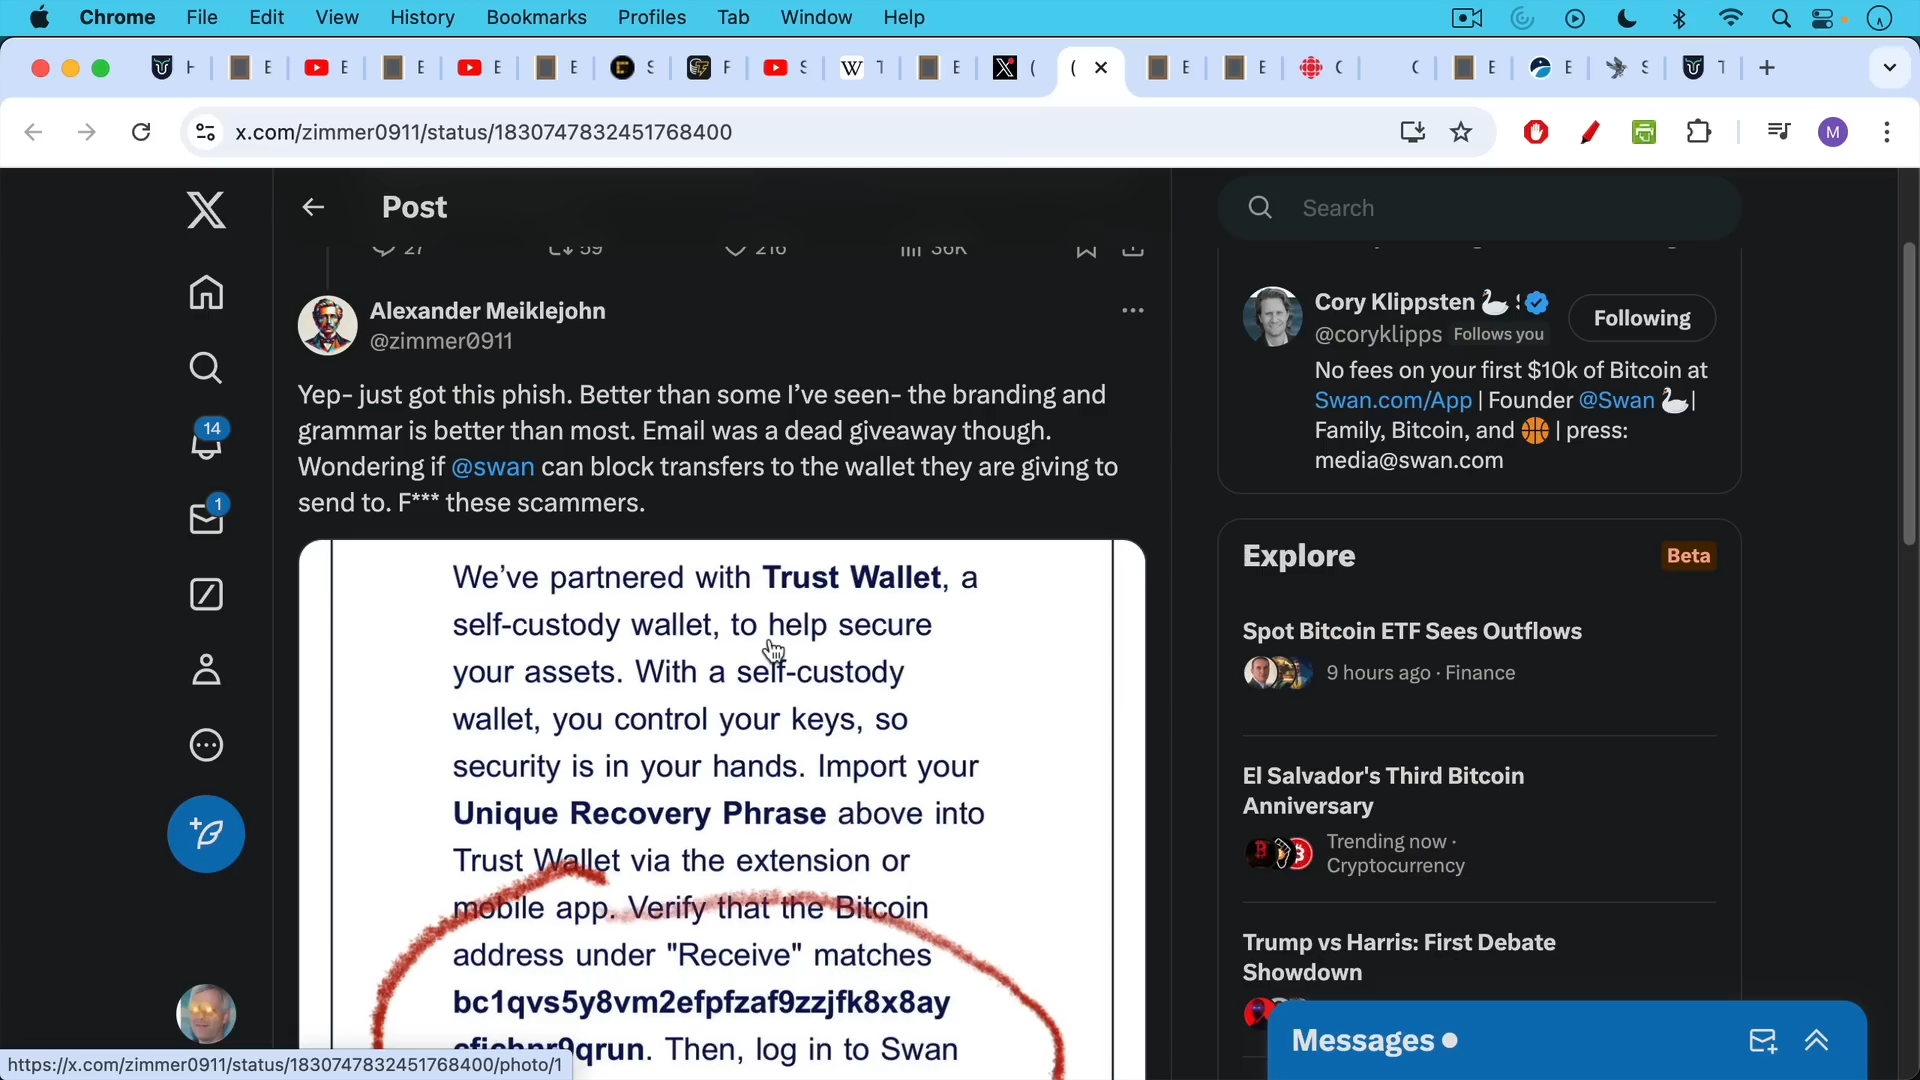 Chrome File Edit View History Bookmarks Profiles Tab Window Help
H E E E E E S F S T E ( ( E E C C E E S T
x.com/zimmer0911/status/1830747832451768400
M
Post
Search
27 59 216 36K
Alexander Meiklejohn
@zimmer0911
Yep- just got this phish. Better than some I’ve seen- the branding and
grammar is better than most. Email was a dead giveaway though.
Wondering if @swan can block transfers to the wallet they are giving to
send to. F*** these scammers.
We’ve partnered with Trust Wallet, a
self-custody wallet, to help secure
your assets. With a self-custody
wallet, you control your keys, so
security is in your hands. Import your
Unique Recovery Phrase above into
Trust Wallet via the extension or
mobile app. Verify that the Bitcoin
address under "Receive" matches
bc1qvs5y8vm2efpfzaf9zzjfk8x8ay
Then, log in to Swan
14
1
Cory Klippsten
Following
@coryklipps Follows you
No fees on your first $10k of Bitcoin at
Swan.com/App | Founder @Swan |
Family, Bitcoin, and | press:
media@swan.com
Explore
Beta
Spot Bitcoin ETF Sees Outflows
9 hours ago · Finance
El Salvador's Third Bitcoin
Anniversary
Trending now ·
Cryptocurrency
Trump vs Harris: First Debate
Showdown
Messages
https://x.com/zimmer0911/status/1830747832451768400/photo/1